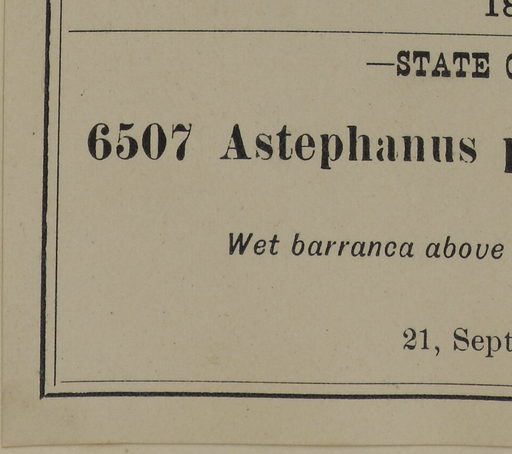 18
—STATE
6507 Astephanus
Wet barranca above
21, Sept